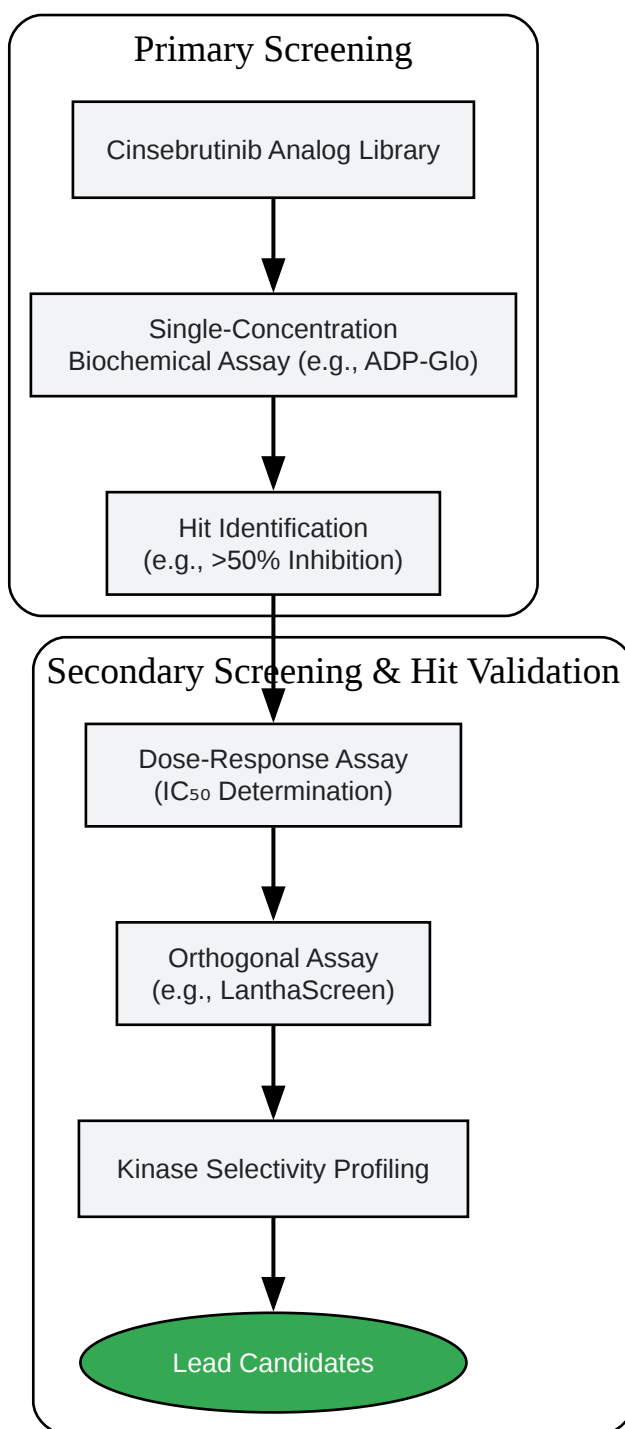 Primary Screening
Cinsebrutinib Analog Library
Single-Concentration
Biochemical Assay (e.g., ADP-Glo)
Hit Identification
(e.g., >50% Inhibition)
Secondary Screening & Hit Validation
Dose-Response Assay
(IC₅₀ Determination)
Orthogonal Assay
(e.g., LanthaScreen)
Kinase Selectivity Profiling
Lead Candidates